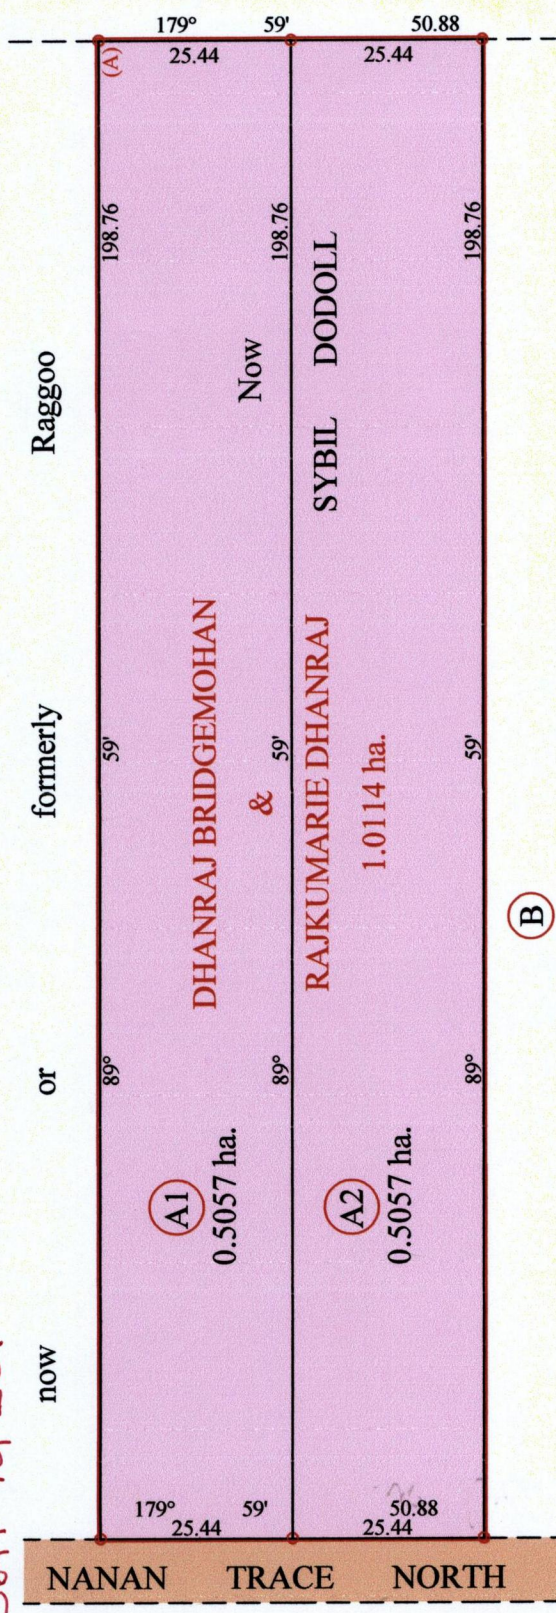 179° 59' 50.88
25.44 25.44
(A)
198.76 198.76 198.76
now or formerly Raggoo
DHANRAJ BRIDGEMOHAN
&
RAJKUMARIE DHANRAJ
1.0114 ha.
Now
SYBIL DODOLL
89° 59'
89° 59'
89° 59'
A1
0.5057 ha.
A2
0.5057 ha.
B
179° 59' 50.88
25.44 25.44
NANAN TRACE NORTH